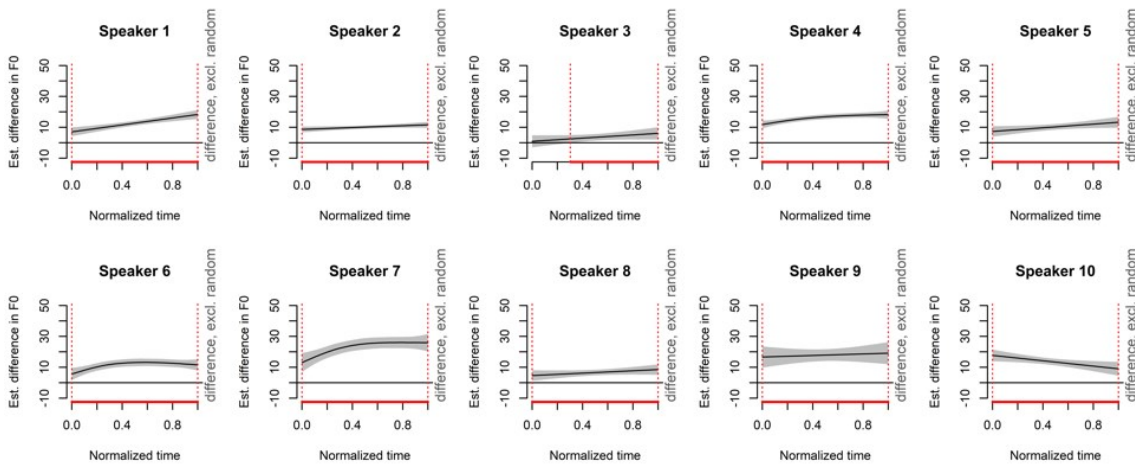 Speaker 1
Est. difference in F0
50
30
10
-10
0.0 0.4 0.8
Normalized time
difference, excl. random
Speaker 2
Est. difference in F0
50
30
10
-10
0.0 0.4 0.8
Normalized time
difference, excl. random
Speaker 3
Est. difference in F0
50
30
10
-10
0.0 0.4 0.8
Normalized time
difference, excl. random
Speaker 4
Est. difference in F0
50
30
10
-10
0.0 0.4 0.8
Normalized time
difference, excl. random
Speaker 5
Est. difference in F0
50
30
10
-10
0.0 0.4 0.8
Normalized time
difference, excl. random
Speaker 6
Est. difference in F0
50
30
10
-10
0.0 0.4 0.8
Normalized time
difference, excl. random
Speaker 7
Est. difference in F0
50
30
10
-10
0.0 0.4 0.8
Normalized time
difference, excl. random
Speaker 8
Est. difference in F0
50
30
10
-10
0.0 0.4 0.8
Normalized time
difference, excl. random
Speaker 9
Est. difference in F0
50
30
10
-10
0.0 0.4 0.8
Normalized time
difference, excl. random
Speaker 10
Est. difference in F0
50
30
10
-10
0.0 0.4 0.8
Normalized time
difference, excl. random